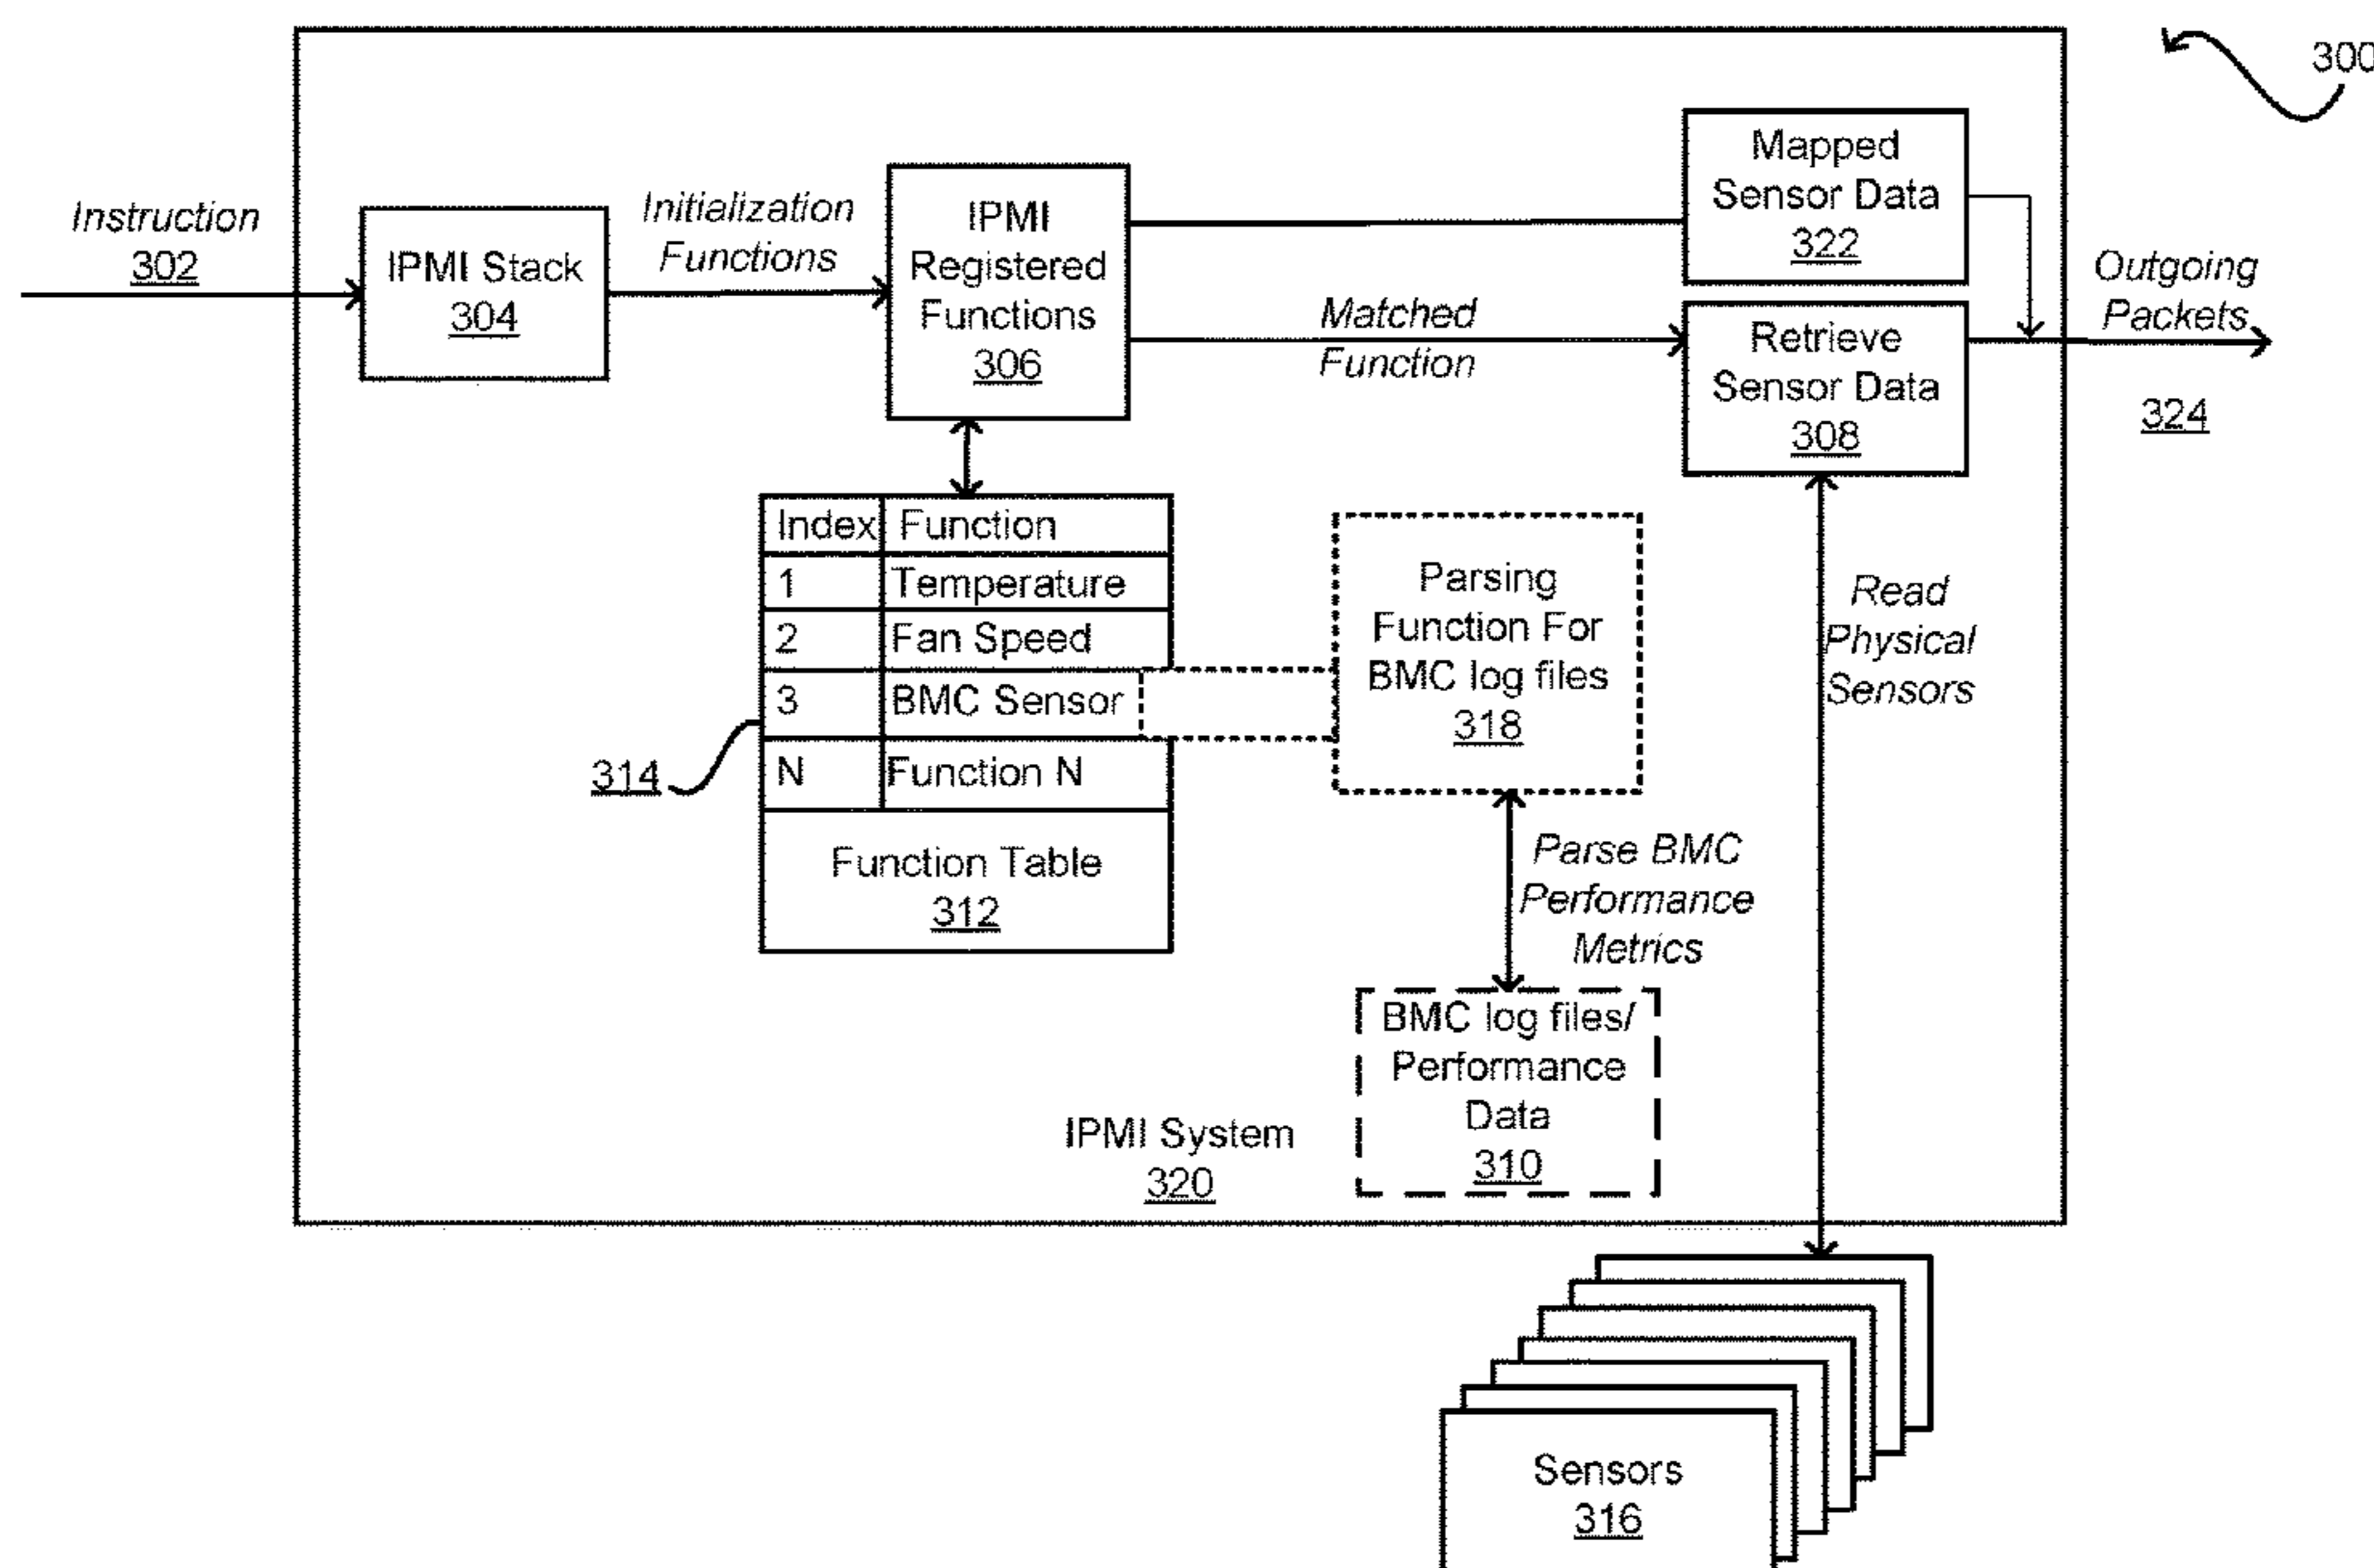 300
Instruction
302
IPMI Stack
304
Initialization
Functions
IPMI
Registered
Functions
306
Mapped
Sensor Data
322
Matched
Function
Retrieve
Sensor Data
308
Outgoing
Packets
324
Index Function
1 Temperature
2 Fan Speed
3 BMC Sensor
N Function N
Function Table
312
314
Parsing
Function For
BMC log files
318
Read
Physical
Sensors
Parse BMC
Performance
Metrics
BMC log files/
Performance
Data
310
IPMI System
320
Sensors
316